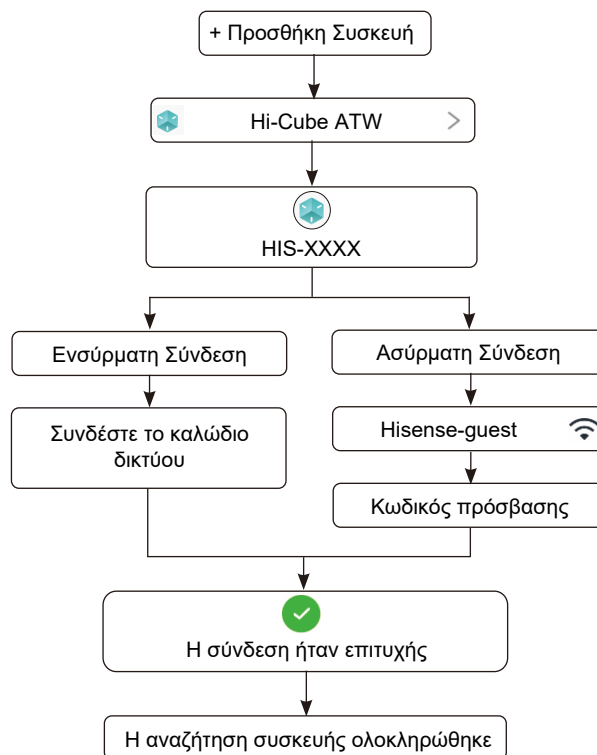 + Προσθήκη Συσκευή
Hi-Cube ATW
HIS-XXXX
Ενσύρματη Σύνδεση
Ασύρματη Σύνδεση
Συνδέστε το καλώδιο
δικτύου
Hisense-guest
Κωδικός πρόσβασης
Η σύνδεση ήταν επιτυχής
Η αναζήτηση συσκευής ολοκληρώθηκε